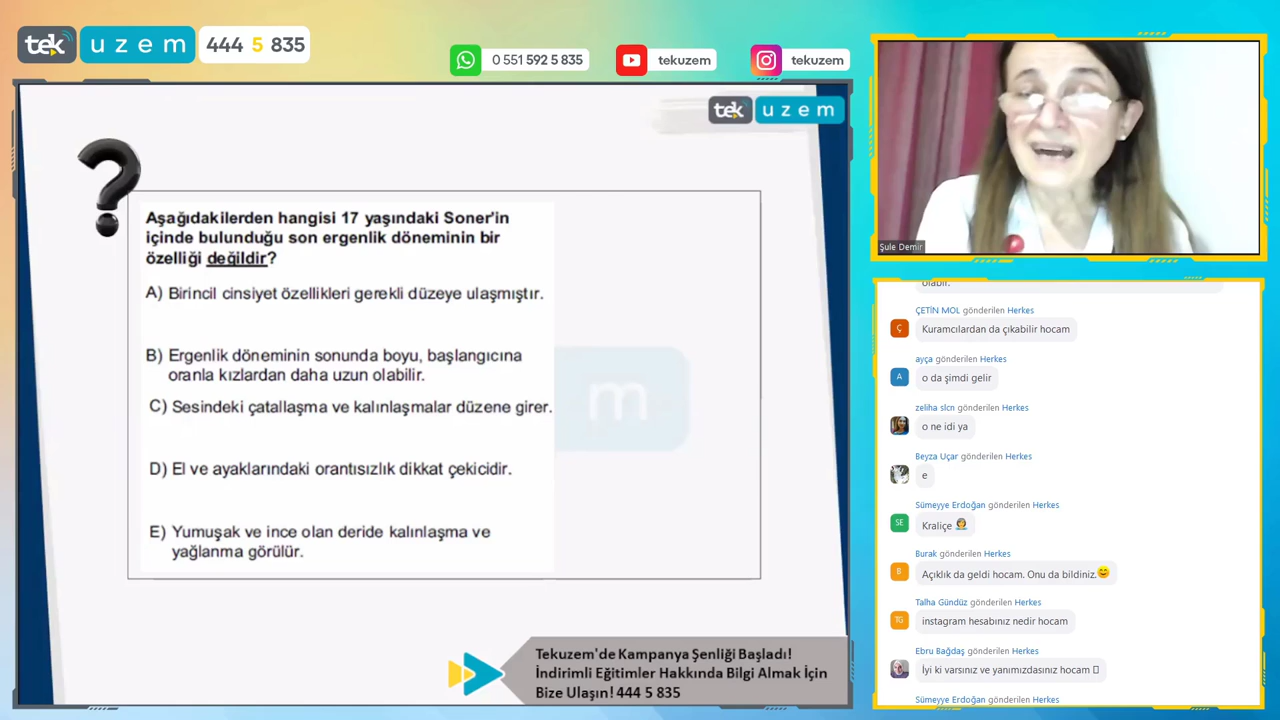 tek
uzem
444 5 835
0 551 592 5 835
tekuzem
tekuzem
tek
uzem
Aşağıdakilerden hangisi 17 yaşındaki Soner'in
içinde bulunduğu son ergenlik döneminin bir
özelliği değildir?
A) Birincil cinsiyet özellikleri gerekli düzeye ulaşmıştır.
B) Ergenlik döneminin sonunda boyu, başlangıcına
oranla kızlardan daha uzun olabilir.
C) Sesindeki çatallaşma ve kalınlaşmalar düzene girer.
D) El ve ayaklarındaki orantısızlık dikkat çekicidir.
E) Yumuşak ve ince olan deride kalınlaşma ve
yağlanma görülür.
m
Tekuzem'de Kampanya Şenliği Başladı!
İndirimli Eğitimler Hakkında Bilgi Almak İçin
Bize Ulaşın! 444 5 835
Şule Demir
olabilir.
ÇETİN MOL gönderilen Herkes
Ç
Kuramcılardan da çıkabilir hocam
ayça gönderilen Herkes
A
o da şimdi gelir
zeliha slcn gönderilen Herkes
o ne idi ya
Beyza Uçar gönderilen Herkes
e
Sümeyye Erdoğan gönderilen Herkes
SE
Kraliçe
Burak gönderilen Herkes
B
Açıklık da geldi hocam. Onu da bildiniz.
Talha Gündüz gönderilen Herkes
TG
instagram hesabınız nedir hocam
Ebru Bağdaş gönderilen Herkes
İyi ki varsınız ve yanımızdasınız hocam
Sümeyye Erdoğan gönderilen Herkes